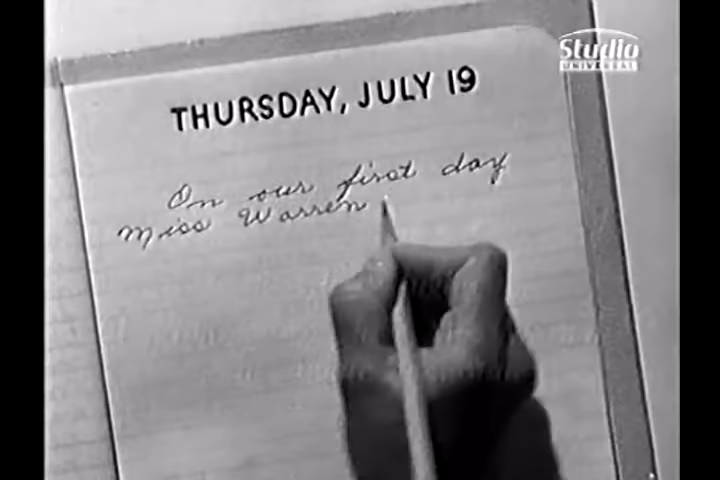 Studio
UNIVERSAL
THURSDAY, JULY 19
On our first day
Miss Warren